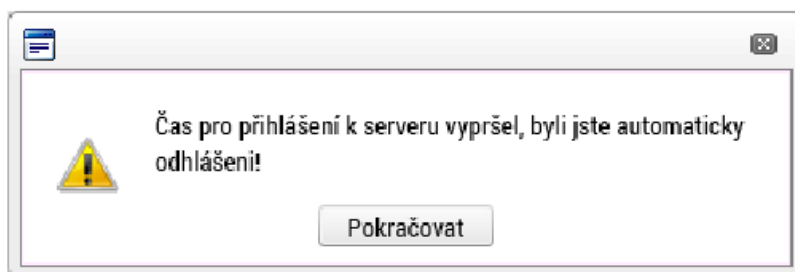 Čas pro přihlášení k serveru vypršel, byli jste automaticky
odhlášeni!
Pokračovat